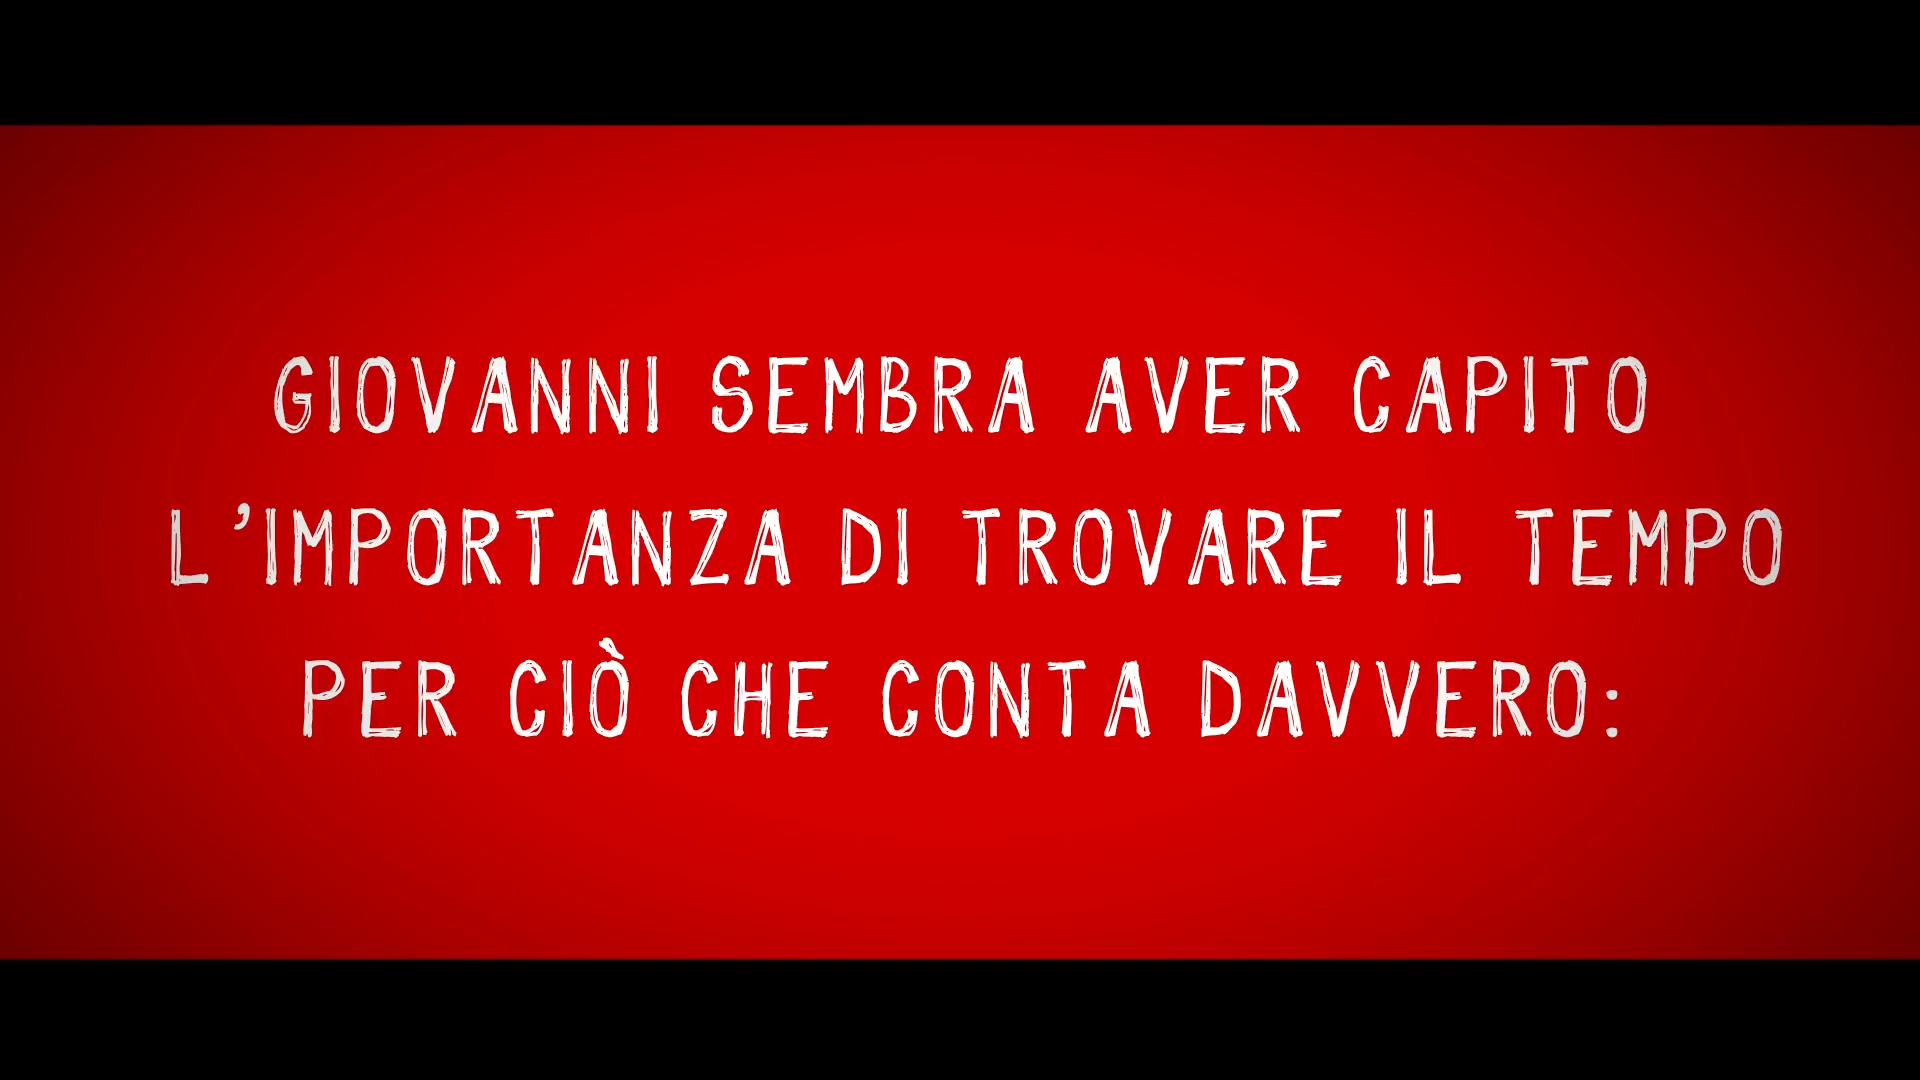 GIOVANNI SEMBRA AVER CAPITO
L'IMPORTANZA DI TROVARE IL TEMPO
PER CIÒ CHE CONTA DAVVERO: